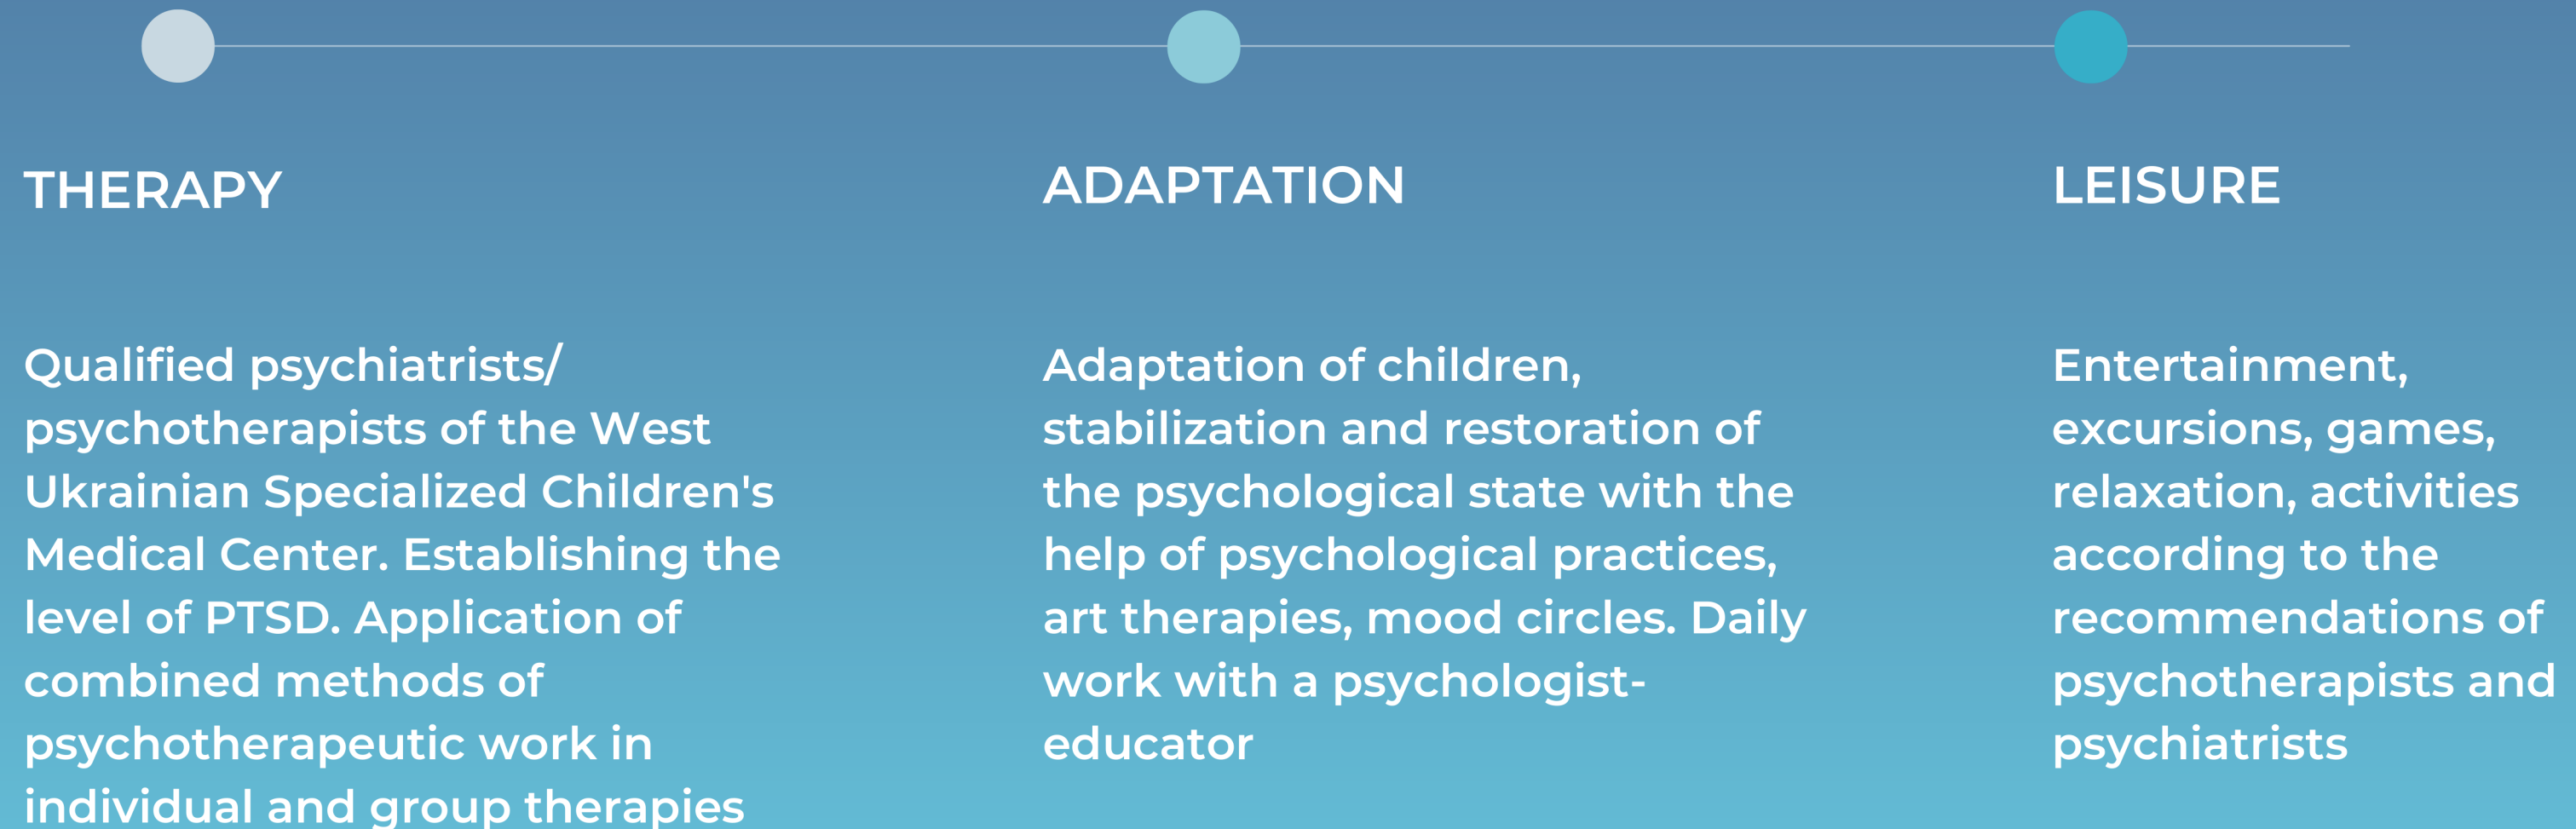 THERAPY
Qualified psychiatrists/
psychotherapists of the West
Ukrainian Specialized Children's
Medical Center. Establishing the
level of PTSD. Application of
combined methods of
psychotherapeutic work in
individual and group therapies
ADAPTATION
Adaptation of children,
stabilization and restoration of
the psychological state with the
help of psychological practices,
art therapies, mood circles. Daily
work with a psychologist-
educator
LEISURE
Entertainment,
excursions, games,
relaxation, activities
according to the
recommendations of
psychotherapists and
psychiatrists